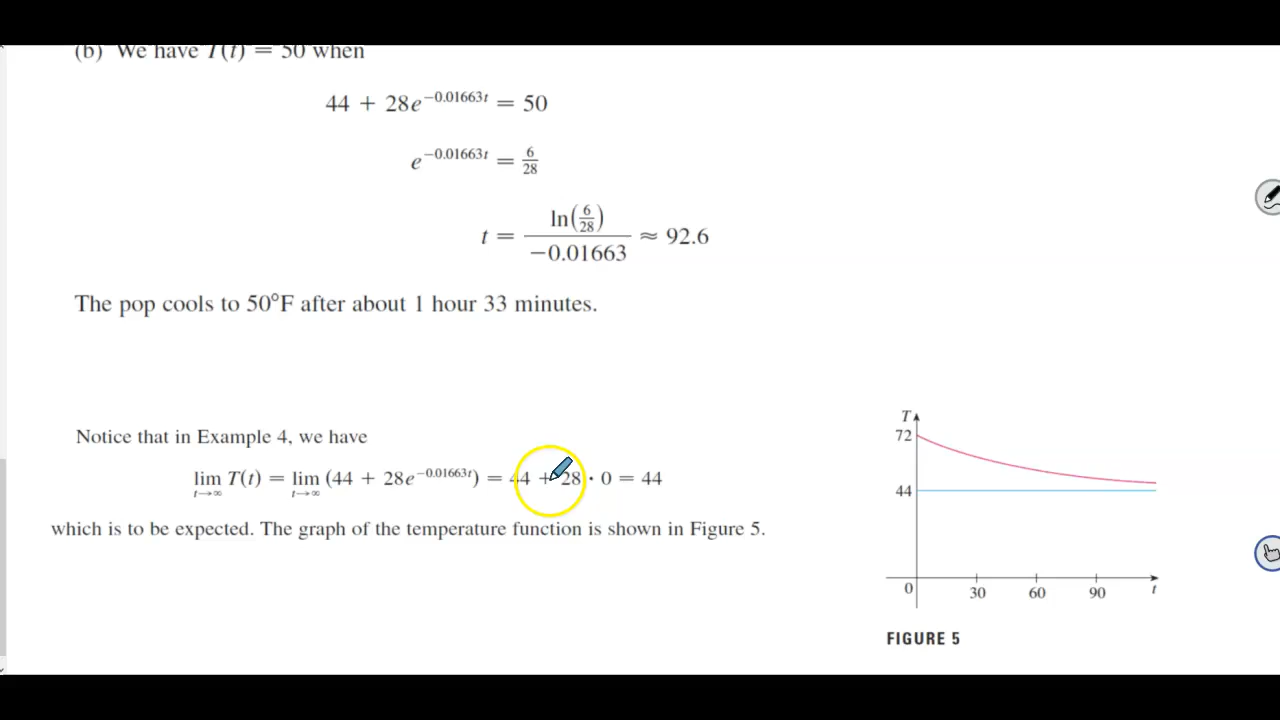 (b) We have T(t) = 50 when
44 + 28e^{−0.01663t} = 50
e^{−0.01663t} = 6/28
t = ln(6/28)/−0.01663 ≈ 92.6
The pop cools to 50°F after about 1 hour 33 minutes.
Notice that in Example 4, we have
lim_{t→∞} T(t) = lim_{t→∞} (44 + 28e^{−0.01663t}) = 44 + 28 · 0 = 44
which is to be expected. The graph of the temperature function is shown in Figure 5.
T
72
44
0 30 60 90 t
FIGURE 5